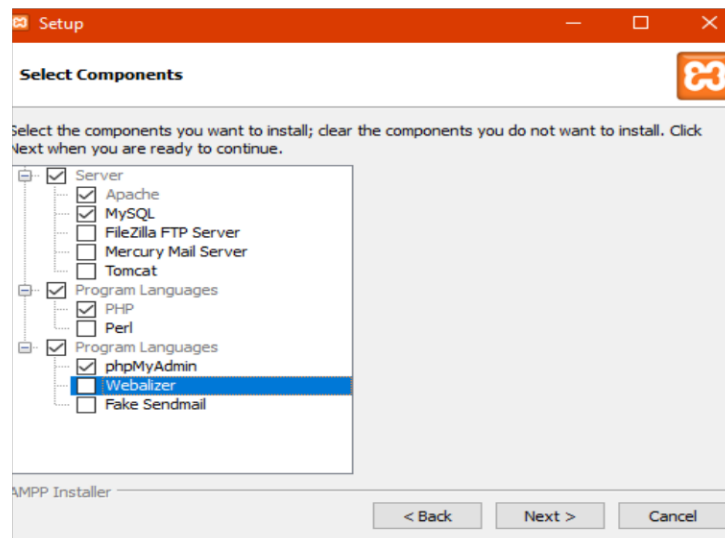 Setup
Select Components
Select the components you want to install; clear the components you do not want to install. Click
Next when you are ready to continue.
Server
Apache
MySQL
FileZilla FTP Server
Mercury Mail Server
Tomcat
Program Languages
PHP
Perl
Program Languages
phpMyAdmin
Webalizer
Fake Sendmail
AMPP Installer
< Back Next > Cancel